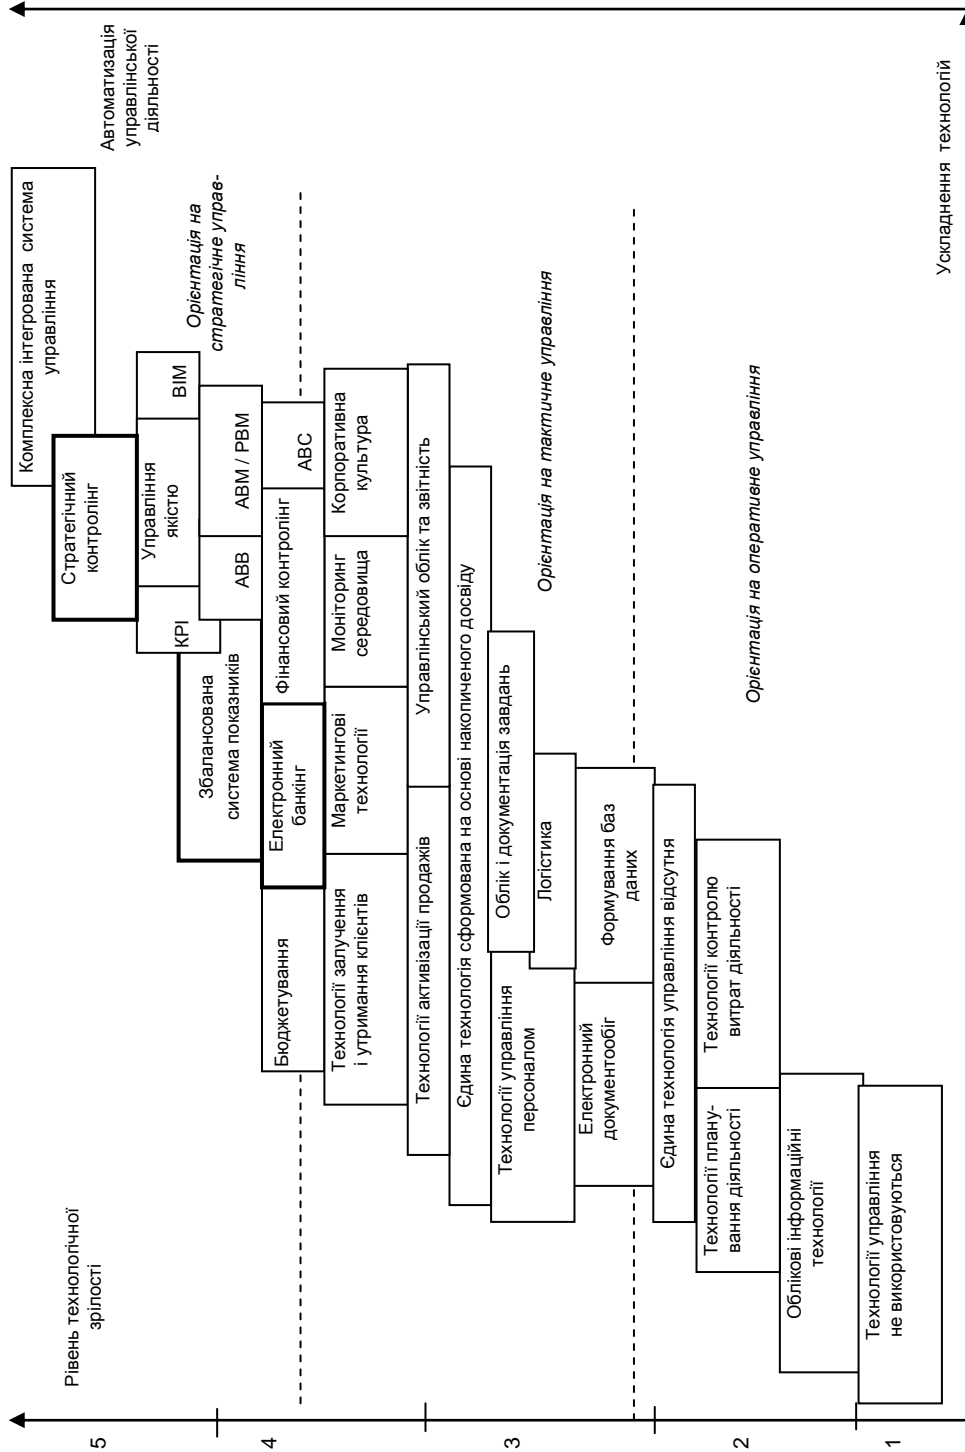 Рівень технологічної
зрілості
Автоматизація
управлінської
діяльності
Комплексна інтегрована система
управління
Стратегічний
контролінг
Управління
якістю
BIM
KPI
Орієнтація на
стратегічне управ-
ління
Збалансована
система показників
ABB
ABM / PBM
Бюджетування
Електронний
банкінг
Фінансовий контролінг
ABC
Технології залучення
і утримання клієнтів
Маркетингові
технології
Моніторинг
середовища
Корпоративна
культура
Технології активізації продажів
Управлінський облік та звітність
Єдина технологія сформована на основі накопиченого досвіду
Технології управління
персоналом
Облік і документація завдань
Логістика
Орієнтація на тактичне управління
Електронний
документообіг
Формування баз
даних
Єдина технологія управління відсутня
Технології плану-
вання діяльності
Технології контролю
витрат діяльності
Орієнтація на оперативне управління
Облікові інформаційні
технології
Технології управління
не використовуються
Ускладнення технологій
5
4
3
2
1